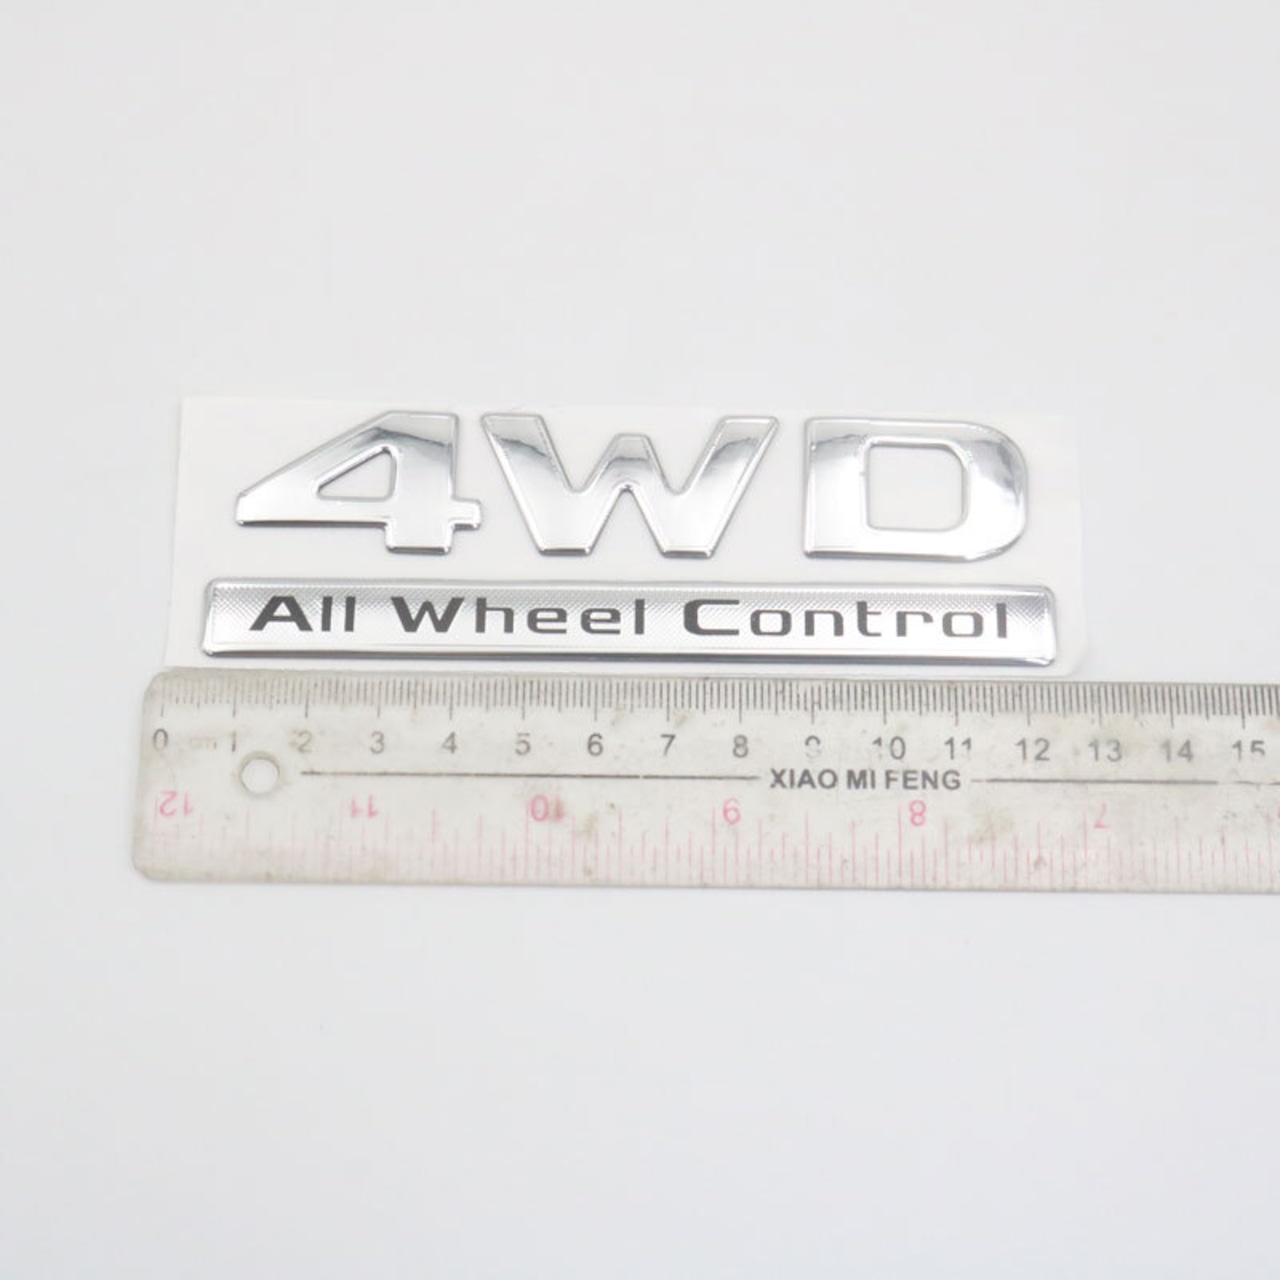 4WD
All Wheel Control
0 cm 1 2 3 4 5 6 7 8 9 10 11 12 13 14 15
XIAO MI FENG
12 11 10 9 8 7